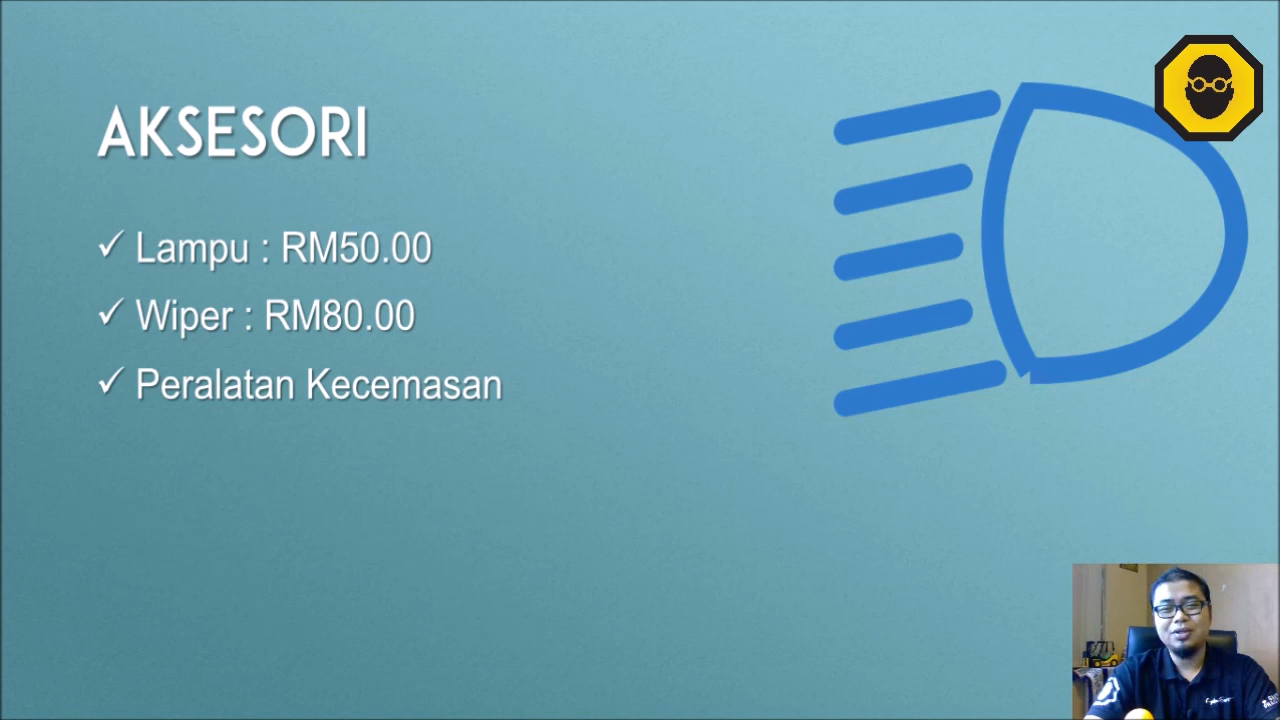 AKSESORI
✓ Lampu : RM50.00
✓ Wiper : RM80.00
✓ Peralatan Kecemasan